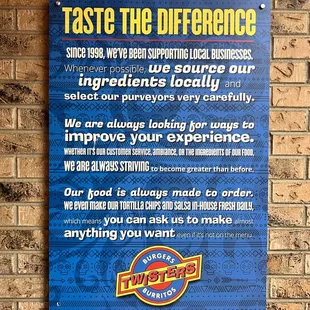 TASTE THE DIFFERENCE
SINCE 1998, WE'VE BEEN SUPPORTING LOCAL BUSINESSES.
Whenever possible, we source our
ingredients locally and
select our purveyors very carefully.
We are always looking for ways to
improve your experience.
WHETHER IT'S OUR CUSTOMER SERVICE, AMBIANCE, OR THE INGREDIENTS OF OUR FOOD,
WE ARE ALWAYS STRIVING to become greater than before.
Our food is always made to order.
WE EVEN MAKE OUR TORTILLA CHIPS AND SALSA IN-HOUSE FRESH DAILY,
which means you can ask us to make almost
anything you want even if it's not on the menu.
BURGERS
TWISTERS
BURRITOS